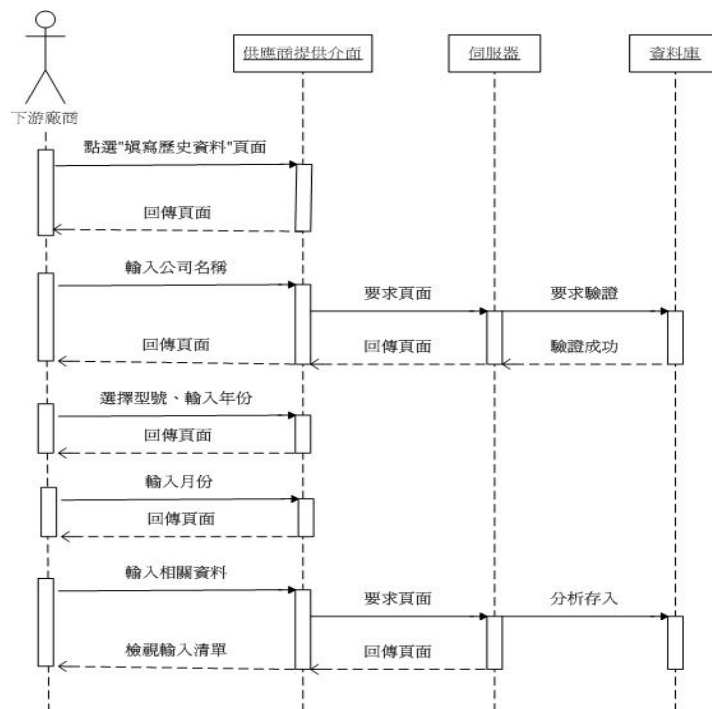 供應商提供介面
伺服器
資料庫
下游廠商
點選"填寫歷史資料"頁面
回傳頁面
輸入公司名稱
要求頁面
要求驗證
回傳頁面
回傳頁面
驗證成功
選擇型號、輸入年份
回傳頁面
輸入月份
回傳頁面
輸入相關資料
要求頁面
分析存入
檢視輸入清單
回傳頁面